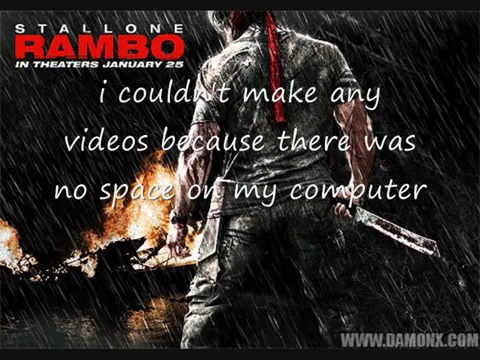 STALLONE
RAMBO
IN THEATERS JANUARY 25
i couldn't make any
videos because there was
no space on my computer
WWW.DAMONX.COM